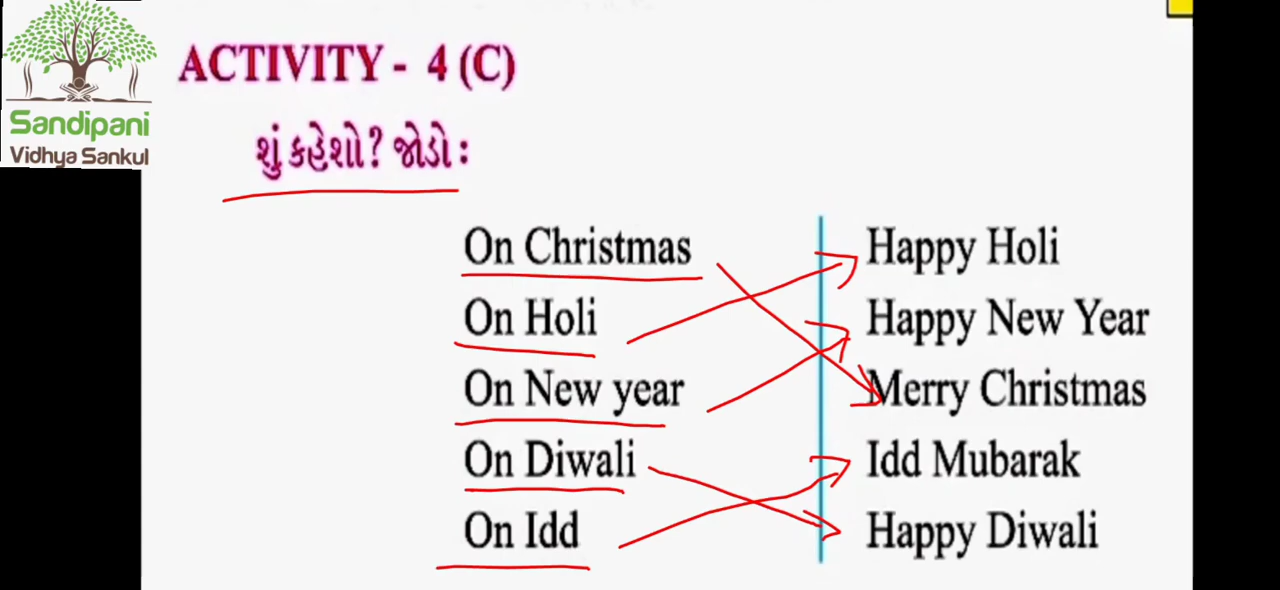 Sandipani
Vidhya Sankul
ACTIVITY - 4 (C)
શું કહેશો? જોડો :
On Christmas
Happy Holi
On Holi
Happy New Year
On New year
Merry Christmas
On Diwali
Idd Mubarak
On Idd
Happy Diwali